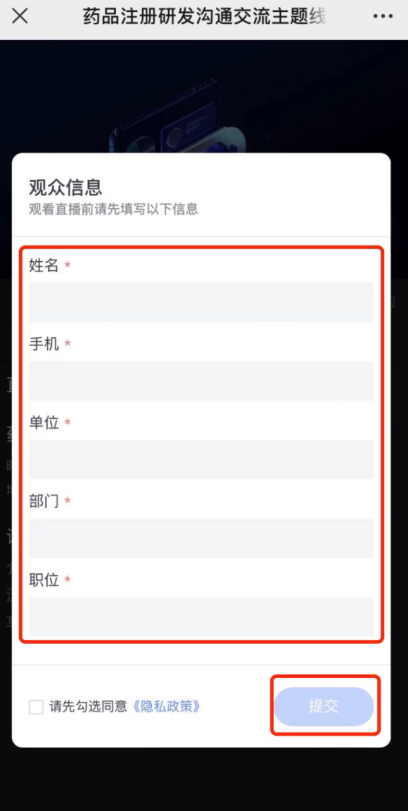 药品注册研发沟通交流主题线
观众信息
观看直播前请先填写以下信息
姓名 *
手机 *
单位 *
部门 *
职位 *
请先勾选同意《隐私政策》
提交